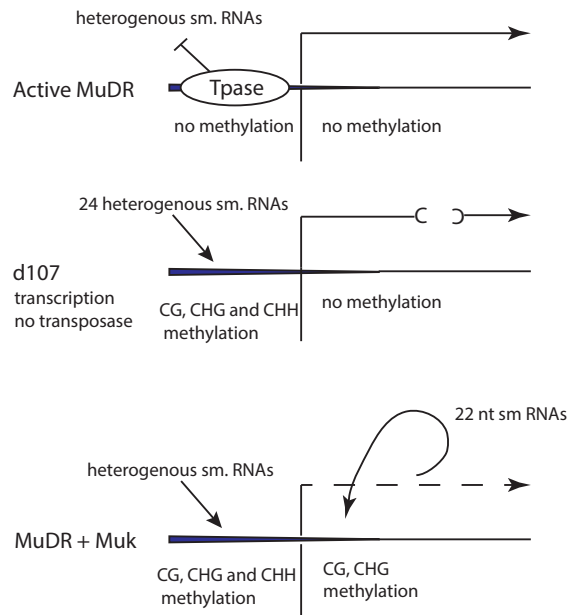 heterogenous sm. RNAs
Active MuDR
Tpase
no methylation
no methylation
24 heterogenous sm. RNAs
d107
transcription
no transposase
CG, CHG and CHH
methylation
no methylation
22 nt sm RNAs
heterogenous sm. RNAs
MuDR + Muk
CG, CHG and CHH
methylation
CG, CHG
methylation